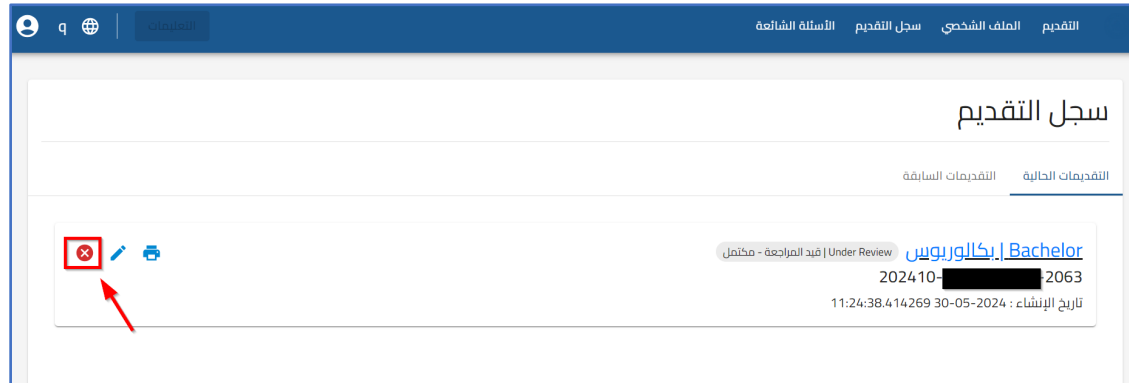 التقديم الملف الشخصي سجل التقديم الأسئلة الشائعة التعليمات q
سجل التقديم
التقديمات الحالية التقديمات السابقة
Bachelor | بكالوريوس Under Review | قيد المراجعة - مكتمل
202410- -2063
تاريخ الإنشاء : 2024-05-30 11:24:38.414269